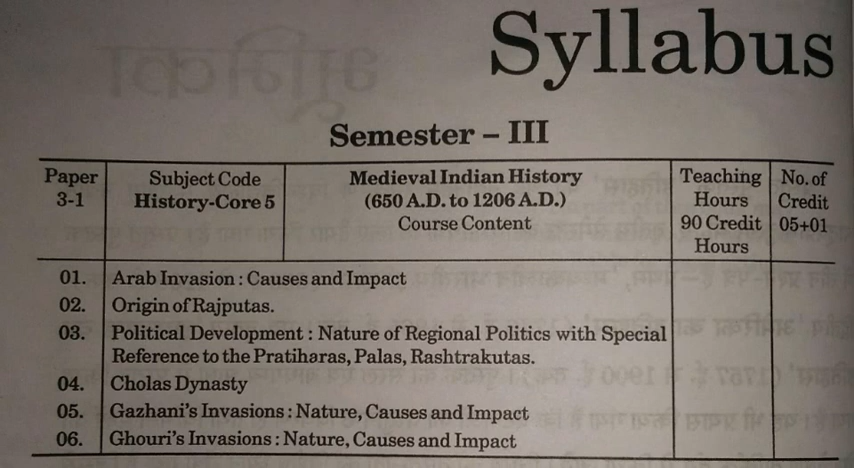 Syllabus
Semester – III
Paper 3-1
Subject Code
History-Core 5
Medieval Indian History
(650 A.D. to 1206 A.D.)
Course Content
Teaching
Hours
90 Credit
Hours
No. of
Credit
05+01
01. Arab Invasion : Causes and Impact
02. Origin of Rajputas.
03. Political Development : Nature of Regional Politics with Special
Reference to the Pratiharas, Palas, Rashtrakutas.
04. Cholas Dynasty
05. Gazhani's Invasions : Nature, Causes and Impact
06. Ghouri's Invasions : Nature, Causes and Impact